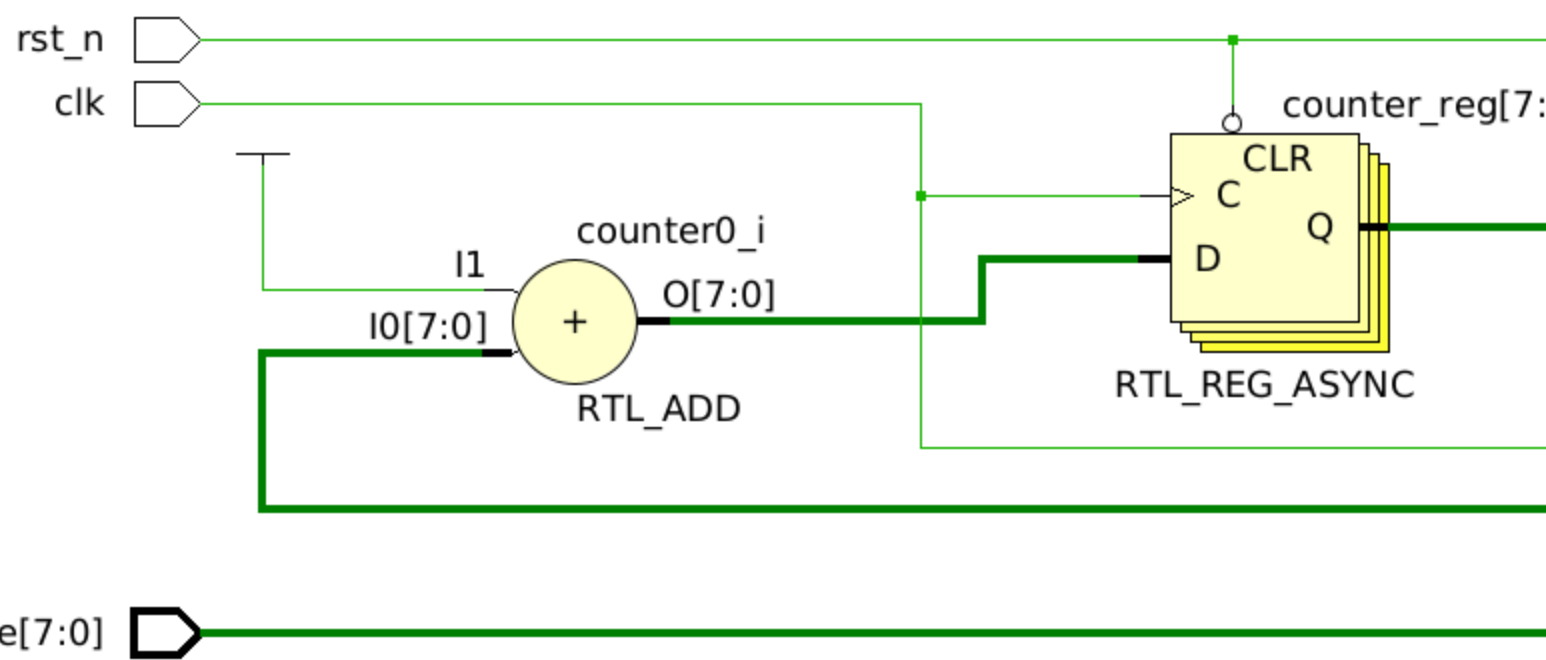 rst_n
clk
counter_reg[7:
CLR
C
Q
D
counter0_i
I1
O[7:0]
I0[7:0]
+
RTL_ADD
RTL_REG_ASYNC
e[7:0]